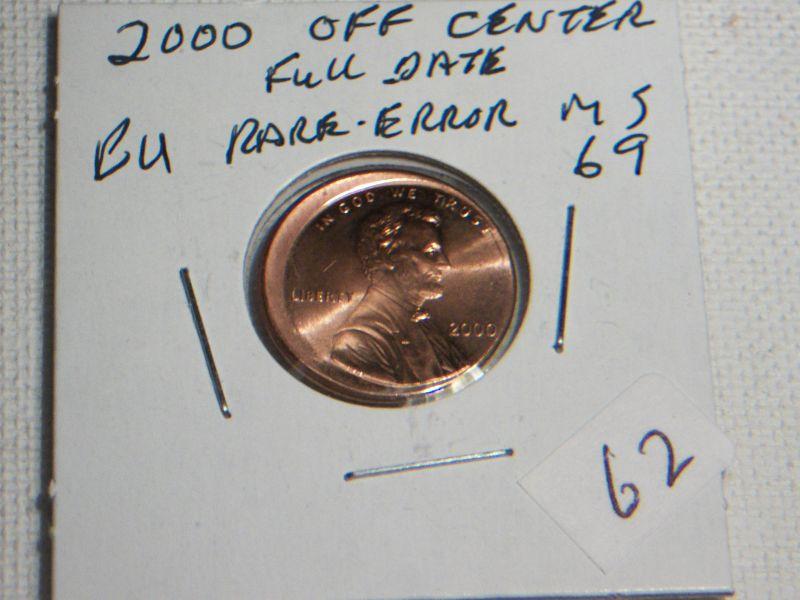 2000 OFF CENTER
FULL DATE
BU RARE-ERROR MS
69
IN GOD WE TRUST
LIBERTY
2000
62